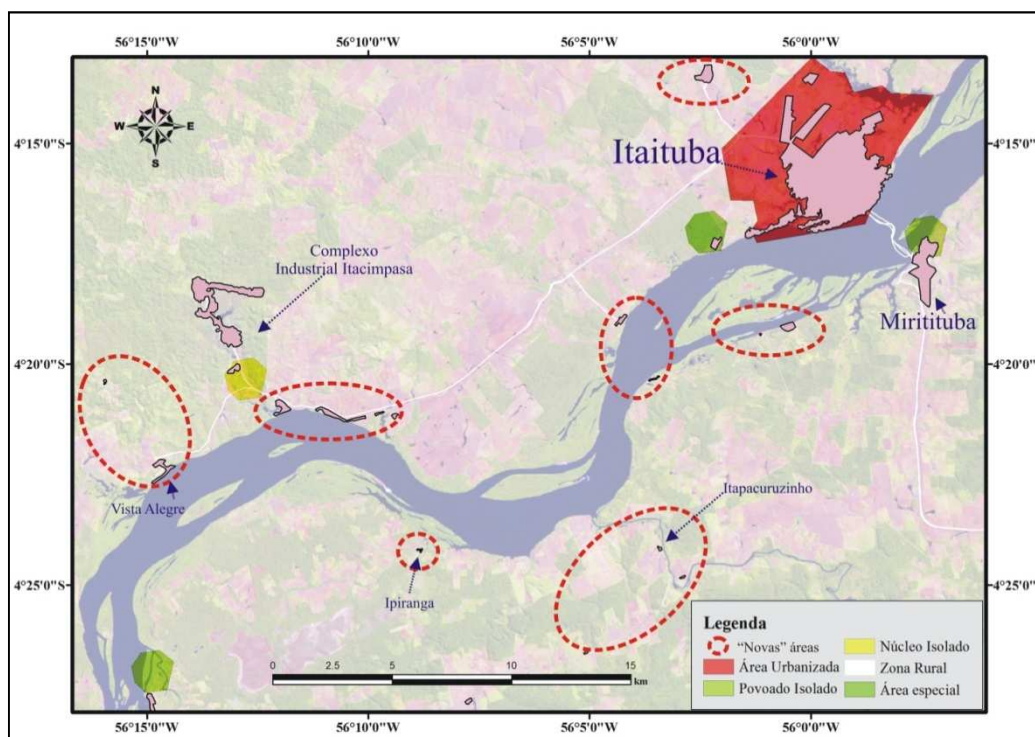 56°15'0"W 56°10'0"W 56°5'0"W 56°0'0"W
N
W E
S
4°15'0"S 4°15'0"S
Itaituba
Complexo
Industrial Itacimpasa
Miritituba
4°20'0"S 4°20'0"S
Vista Alegre
Itapacuruzinho
Ipiranga
4°25'0"S 4°25'0"S
Legenda
"Novas" áreas
Núcleo Isolado
Área Urbanizada
Zona Rural
Povoado Isolado
Área especial
0 2.5 5 10 15
km
56°15'0"W 56°10'0"W 56°5'0"W 56°0'0"W